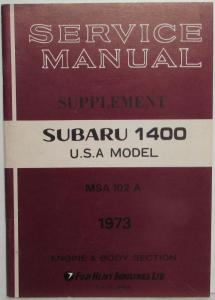 SERVICE
MANUAL
SUPPLEMENT
SUBARU 1400
U.S.A MODEL
MSA 102 A
1973
ENGINE & BODY SECTION
FUJI HEAVY INDUSTRIES LTD